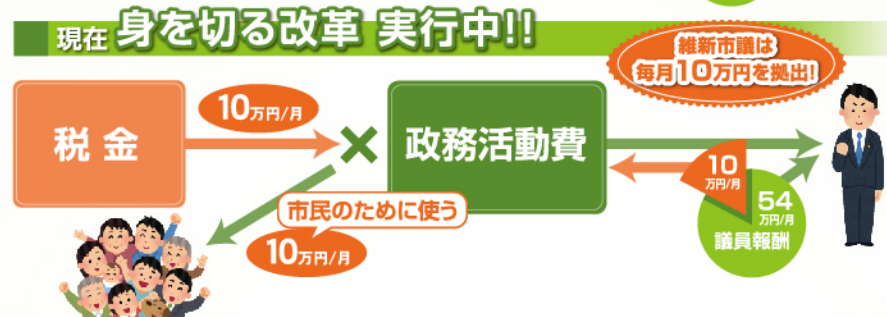 現在 身を切る改革 実行中!!
維新市議は
毎月10万円を拠出!
税金
10万円/月
政務活動費
市民のために使う
10万円/月
10
万円/月
54
万円/月
議員報酬